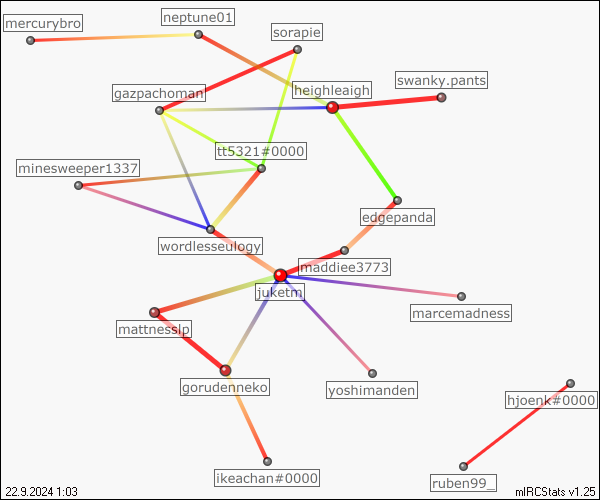 neptune01
mercurybro
sorapie
swanky.pants
heighleaigh
gazpachoman
tt5321#0000
minesweeper1337
edgepanda
wordlesseulogy
maddiee3773
juketm
marcemadness
mattnesslp
gorudenneko
yoshimanden
hjoenk#0000
ikeachan#0000
ruben99_
22.9.2024 1:03
mIRCStats v1.25